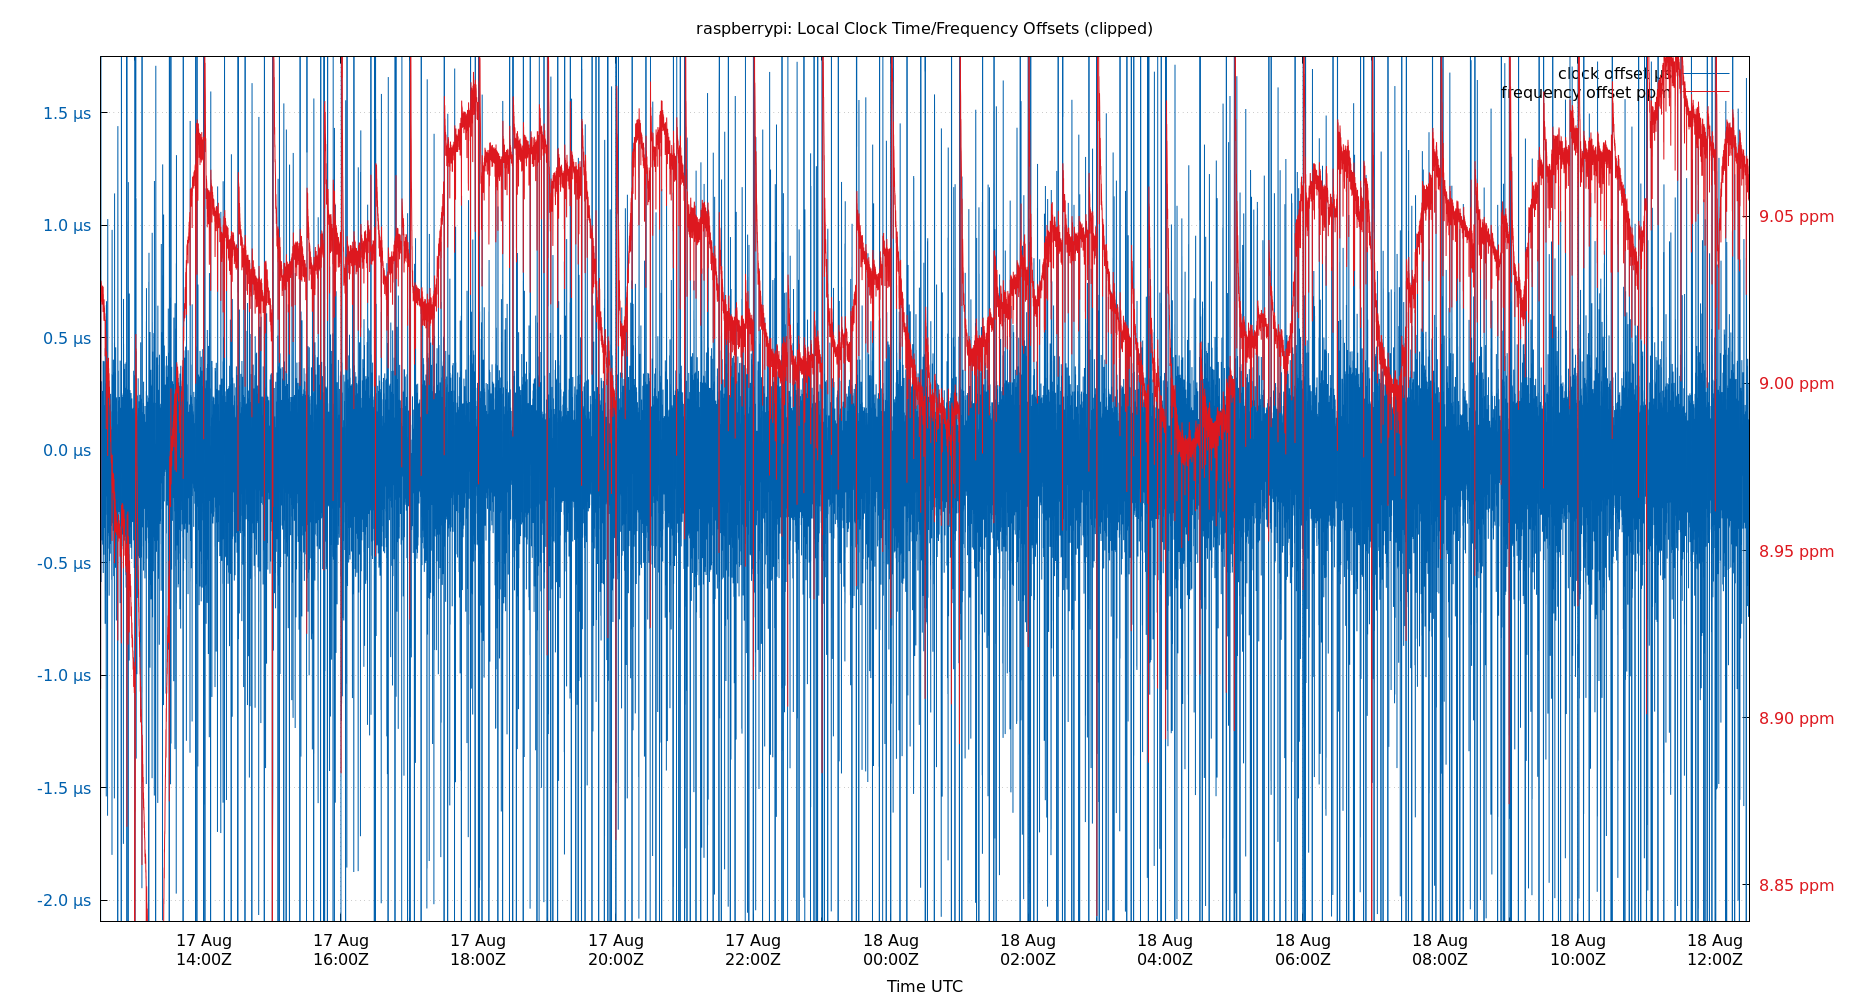 raspberrypi: Local Clock Time/Frequency Offsets (clipped)
clock offset µs
frequency offset ppm
1.5 µs
1.0 µs
0.5 µs
0.0 µs
-0.5 µs
-1.0 µs
-1.5 µs
-2.0 µs
9.05 ppm
9.00 ppm
8.95 ppm
8.90 ppm
8.85 ppm
17 Aug 17 Aug 17 Aug 17 Aug 17 Aug 18 Aug 18 Aug 18 Aug 18 Aug 18 Aug 18 Aug 18 Aug
14:00Z 16:00Z 18:00Z 20:00Z 22:00Z 00:00Z 02:00Z 04:00Z 06:00Z 08:00Z 10:00Z 12:00Z
Time UTC